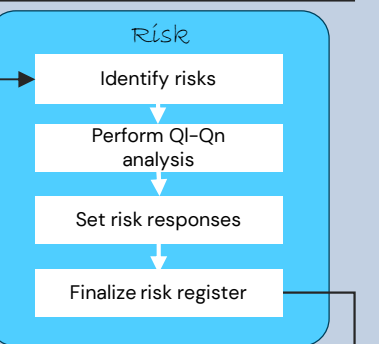 Risk
Identify risks
Perform Ql-Qn
analysis
Set risk responses
Finalize risk register